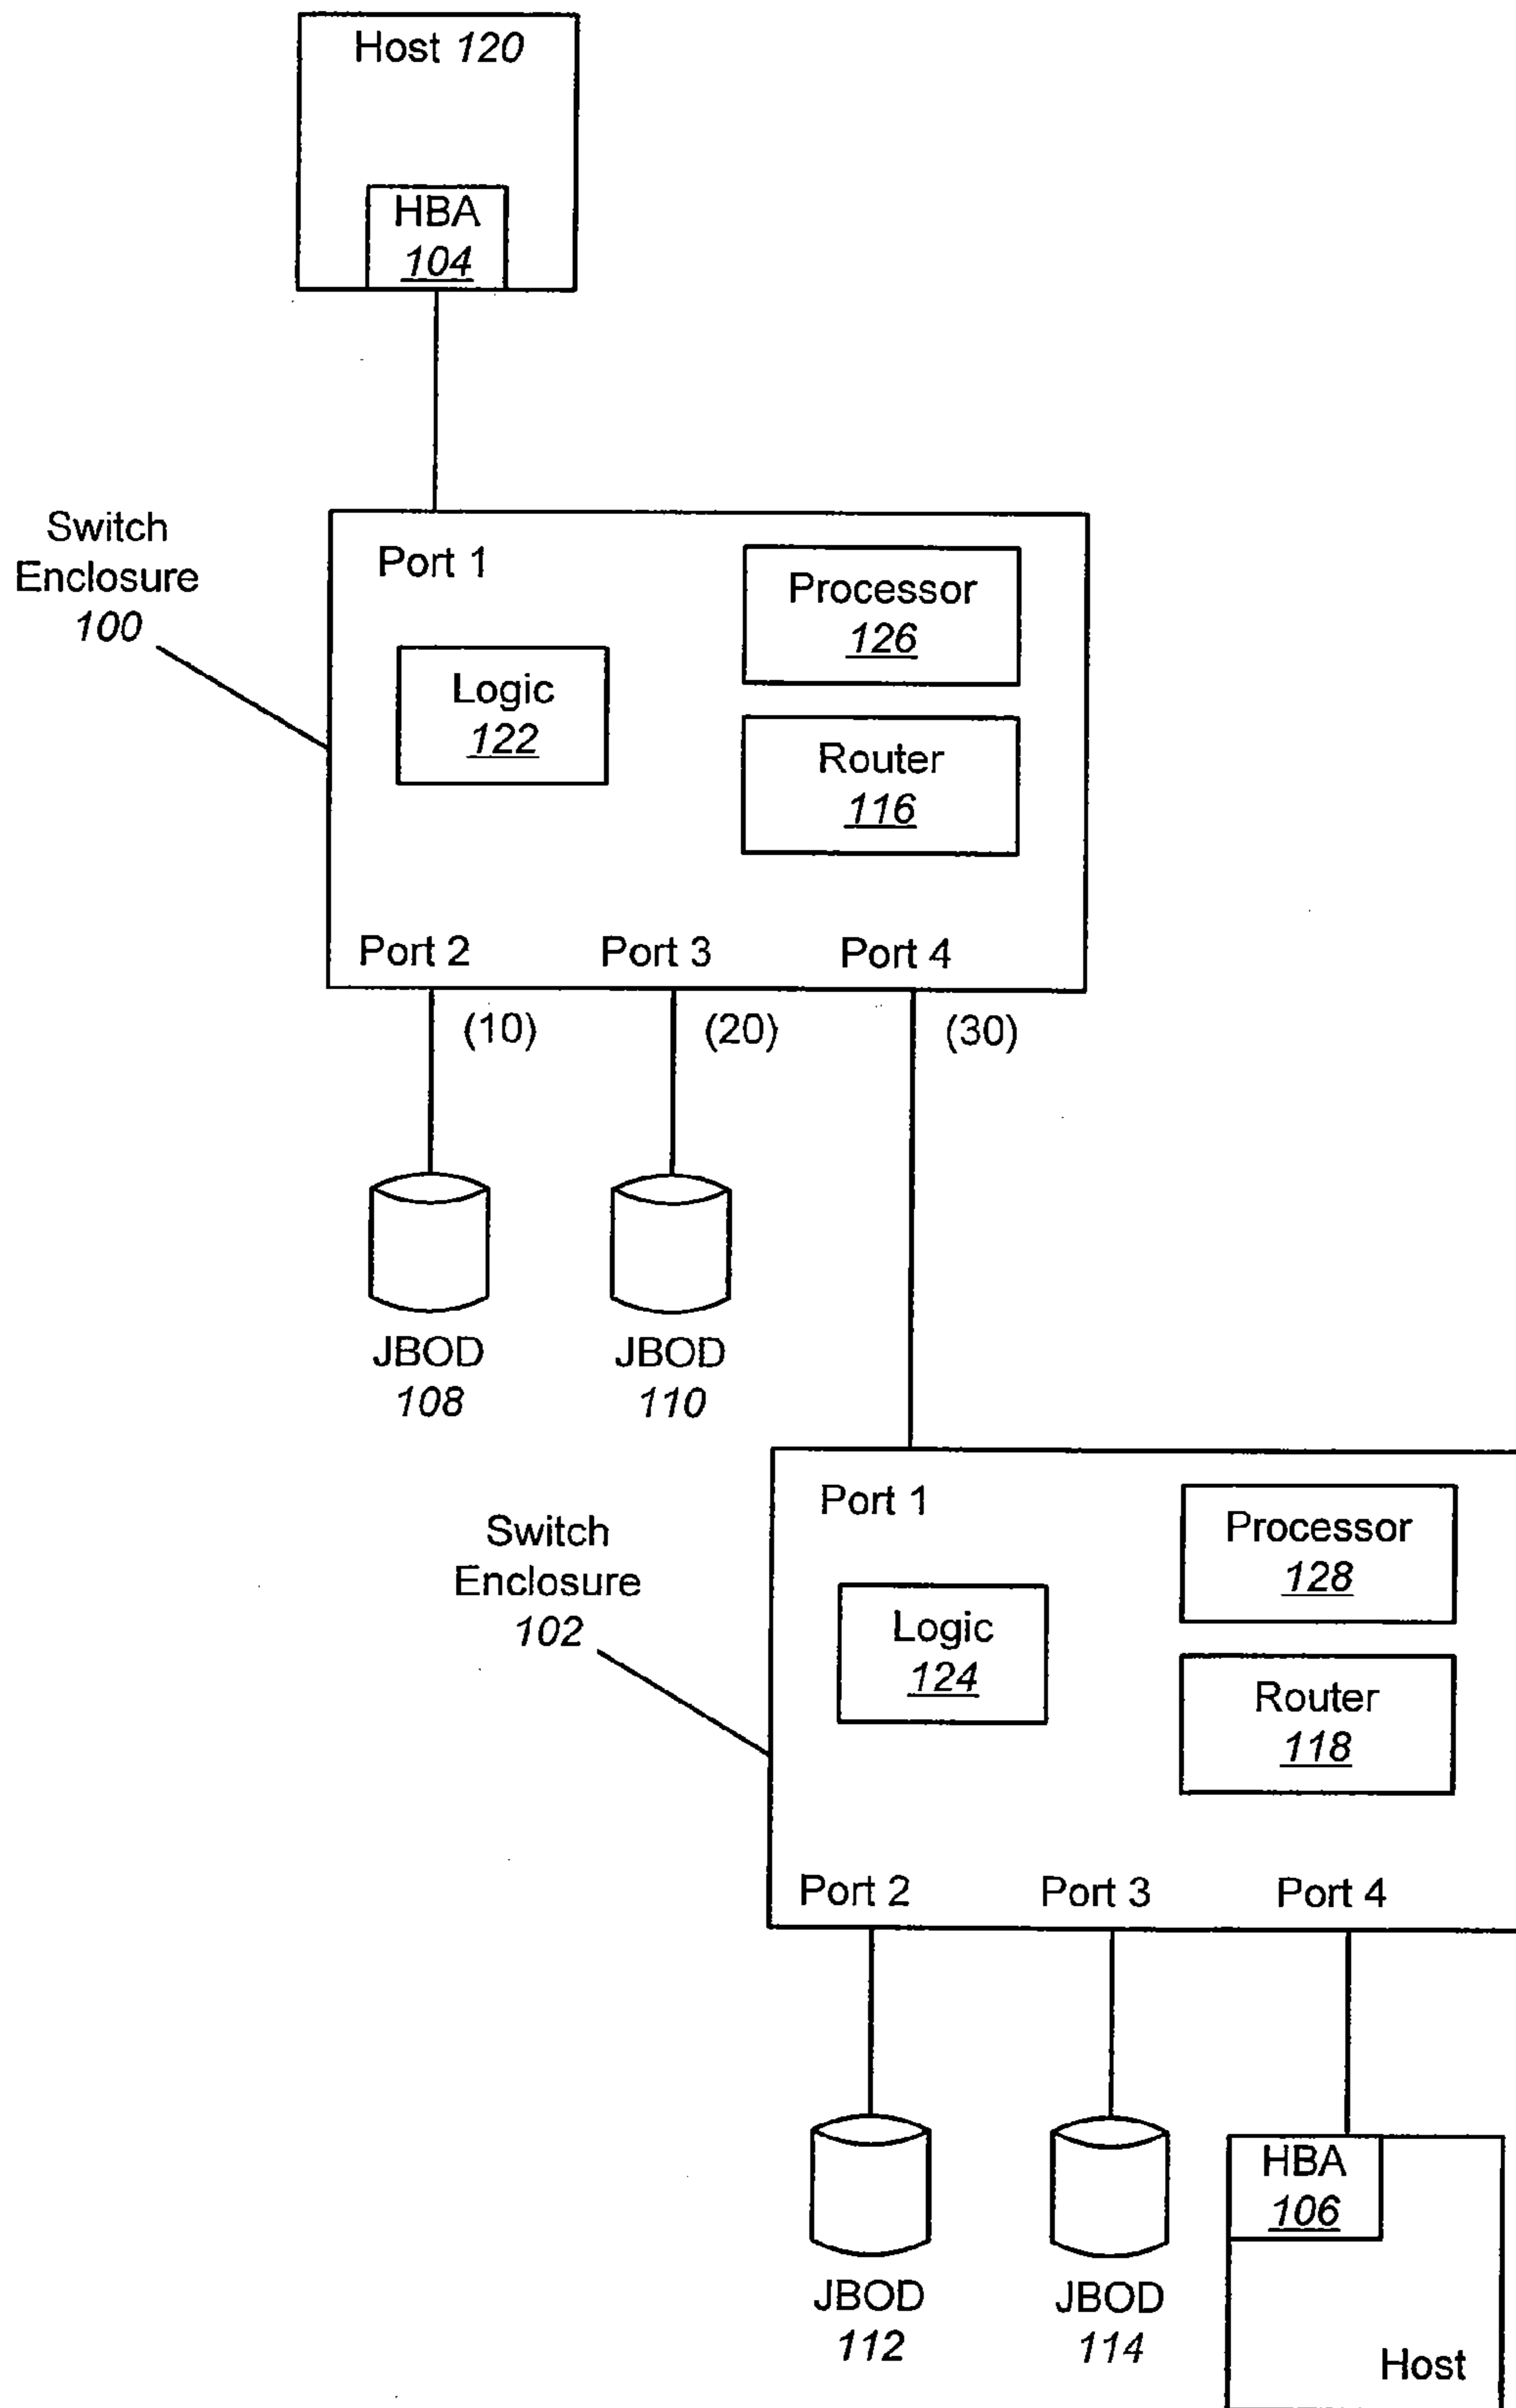 Host 120
HBA
104
Switch
Enclosure
100
Port 1
Processor
126
Logic
122
Router
116
Port 2
Port 3
Port 4
(10)
(20)
(30)
JBOD
108
JBOD
110
Switch
Enclosure
102
Port 1
Processor
128
Logic
124
Router
118
Port 2
Port 3
Port 4
HBA
106
JBOD
112
JBOD
114
Host